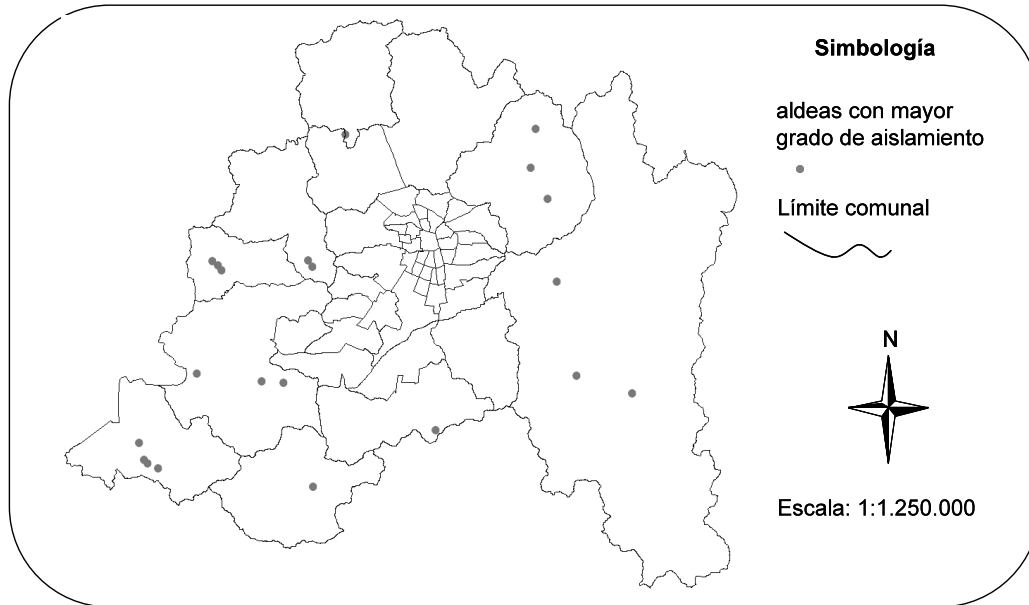 Simbología
aldeas con mayor
grado de aislamiento
Límite comunal
N
Escala: 1:1.250.000